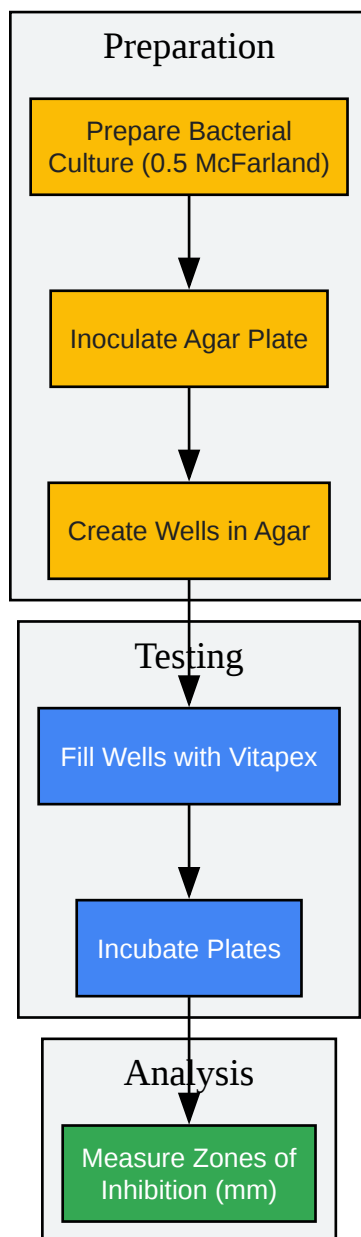 Preparation
Prepare Bacterial
Culture (0.5 McFarland)
Inoculate Agar Plate
Create Wells in Agar
Testing
Fill Wells with Vitapex
Incubate Plates
Analysis
Measure Zones of
Inhibition (mm)